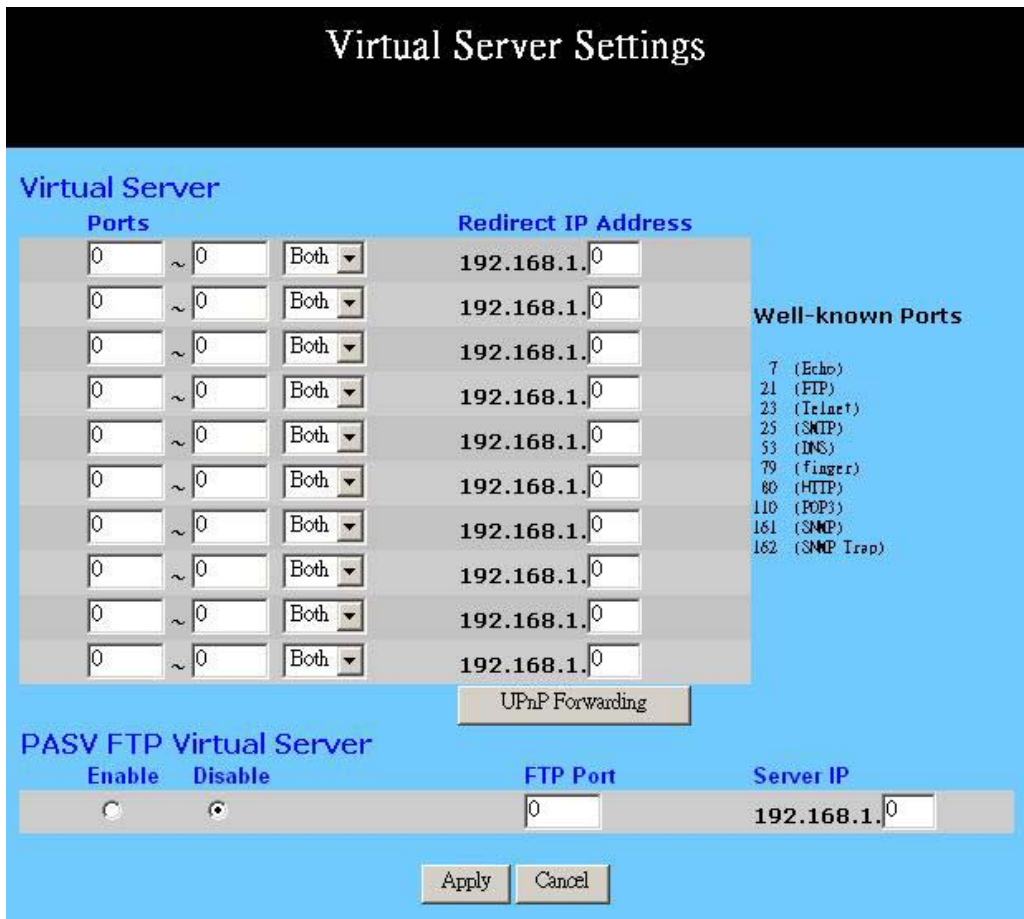 Virtual Server Settings
Virtual Server
Ports Redirect IP Address
0 ~ 0 Both 192.168.1. 0
0 ~ 0 Both 192.168.1. 0
0 ~ 0 Both 192.168.1. 0
0 ~ 0 Both 192.168.1. 0
0 ~ 0 Both 192.168.1. 0
0 ~ 0 Both 192.168.1. 0
0 ~ 0 Both 192.168.1. 0
0 ~ 0 Both 192.168.1. 0
0 ~ 0 Both 192.168.1. 0
0 ~ 0 Both 192.168.1. 0
Well-known Ports
7 (Echo)
21 (FTP)
23 (Telnet)
25 (SMTP)
53 (DNS)
79 (finger)
80 (HTTP)
110 (POP3)
161 (SNMP)
162 (SNMP Trap)
UPnP Forwarding
PASV FTP Virtual Server
Enable Disable FTP Port Server IP
0 192.168.1. 0
Apply Cancel